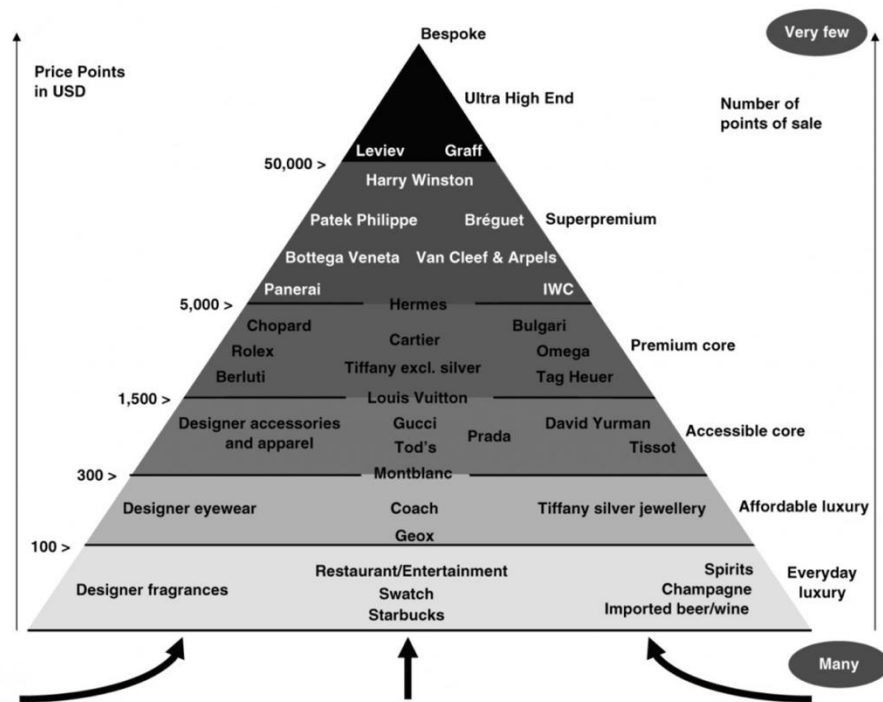 Bespoke
Very few
Price Points
in USD
Ultra High End
Number of
points of sale
Leviev Graff
50,000 >
Harry Winston
Patek Philippe Bréguet Superpremium
Bottega Veneta Van Cleef & Arpels
Panerai IWC
5,000 > Hermes
Chopard Bulgari
Cartier
Rolex Omega Premium core
Tiffany excl. silver
Berluti Tag Heuer
1,500 > Louis Vuitton
Designer accessories
and apparel
Gucci David Yurman
Prada Accessible core
Tod's Tissot
300 > Montblanc
Designer eyewear Coach Tiffany silver jewellery Affordable luxury
Geox
100 >
Restaurant/Entertainment Spirits
Everyday
luxury
Designer fragrances Swatch Champagne
Starbucks Imported beer/wine
Many